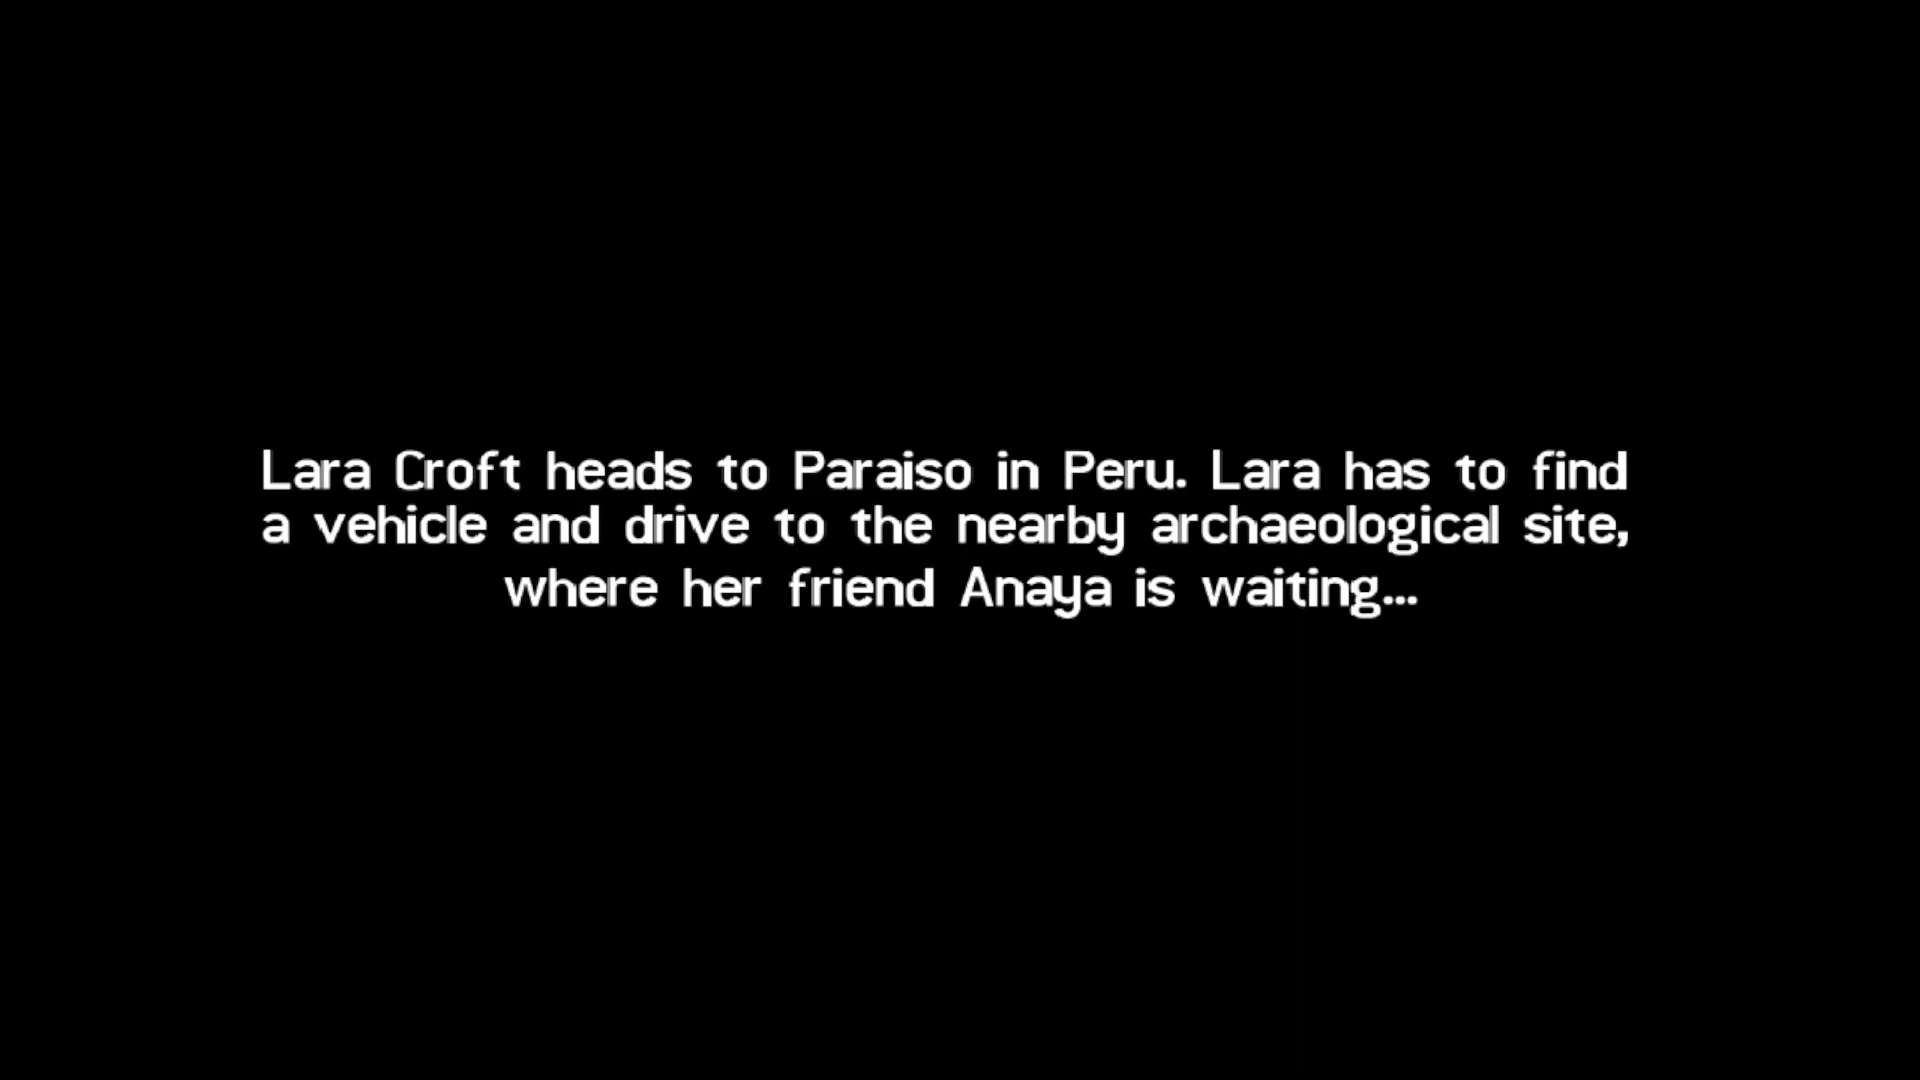 Lara Croft heads to Paraiso in Peru. Lara has to find
a vehicle and drive to the nearby archaeological site,
where her friend Anaya is waiting...